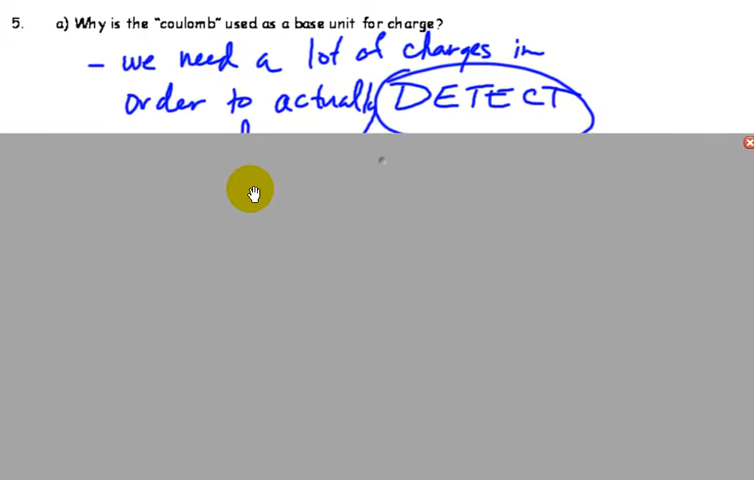 5. a) Why is the "coulomb" used as a base unit for charge?
- we need a lot of charges in
order to actually DETECT